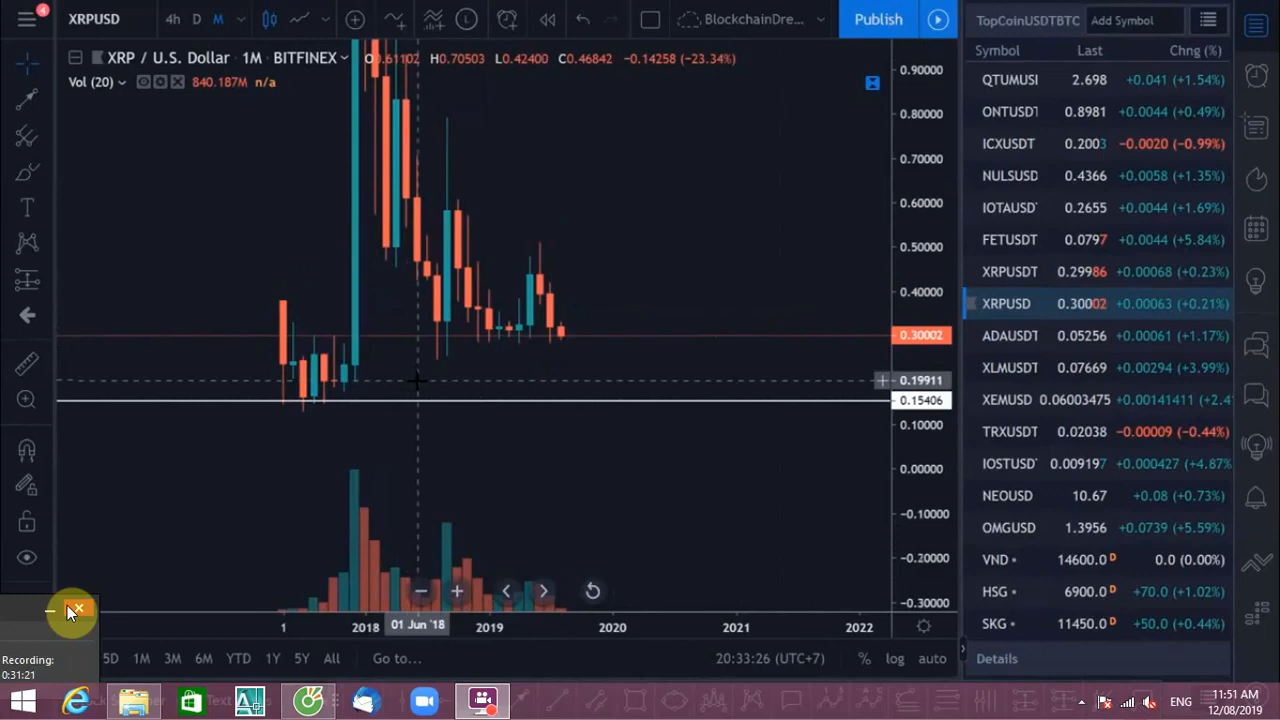 4
XRPUSD 4h D M BlockchainDre... Publish TopCoinUSDTBTC Add Symbol
XRP / U.S. Dollar 1M BITFINEX O0.61102 H0.70503 L0.42400 C0.46842 -0.14258 (-23.34%)
Vol (20) 840.187M n/a
0.90000
0.80000
0.70000
0.60000
0.50000
0.40000
0.30002
0.19911
0.15406
0.10000
0.00000
-0.10000
-0.20000
-0.30000
1 2018 01 Jun '18 2019 2020 2021 2022
5D 1M 3M 6M YTD 1Y 5Y All Go to... 20:33:26 (UTC+7) % log auto
Symbol Last Chng (%)
QTUMUSI 2.698 +0.041 (+1.54%)
ONTUSDT 0.8981 +0.0044 (+0.49%)
ICXUSDT 0.2003 -0.0020 (-0.99%)
NULSUSD 0.4366 +0.0058 (+1.35%)
IOTAUSD 0.2655 +0.0044 (+1.69%)
FETUSDT 0.0797 +0.0044 (+5.84%)
XRPUSDT 0.29986 +0.00068 (+0.23%)
XRPUSD 0.30002 +0.00063 (+0.21%)
ADAUSDT 0.05256 +0.00061 (+1.17%)
XLMUSDT 0.07669 +0.00294 (+3.99%)
XEMUSD 0.06003475 +0.00141411 (+2.4
TRXUSDT 0.02038 -0.00009 (-0.44%)
IOSTUSD 0.009197 +0.000427 (+4.87%
NEOUSD 10.67 +0.08 (+0.73%)
OMGUSD 1.3956 +0.0739 (+5.59%)
VND 14600.0 D 0.0 (0.00%)
HSG 6900.0 D +70.0 (+1.02%)
SKG 11450.0 D +50.0 (+0.44%)
Details
Recording:
0:31:21
ENG
11:51 AM
12/08/2019